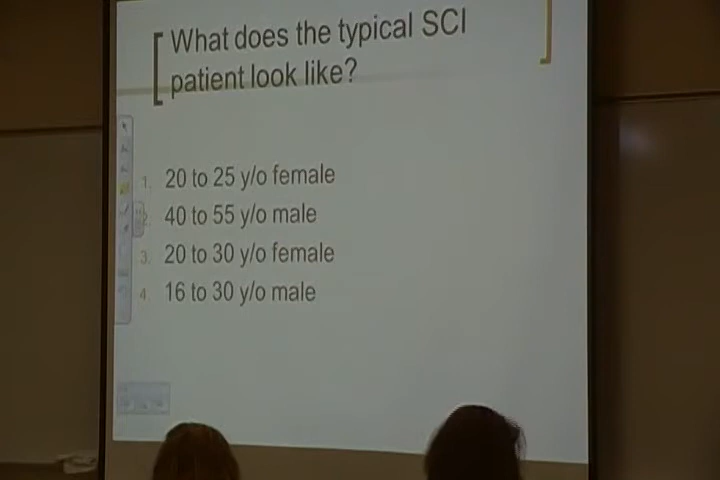 What does the typical SCI
patient look like?
1. 20 to 25 y/o female
2. 40 to 55 y/o male
3. 20 to 30 y/o female
4. 16 to 30 y/o male